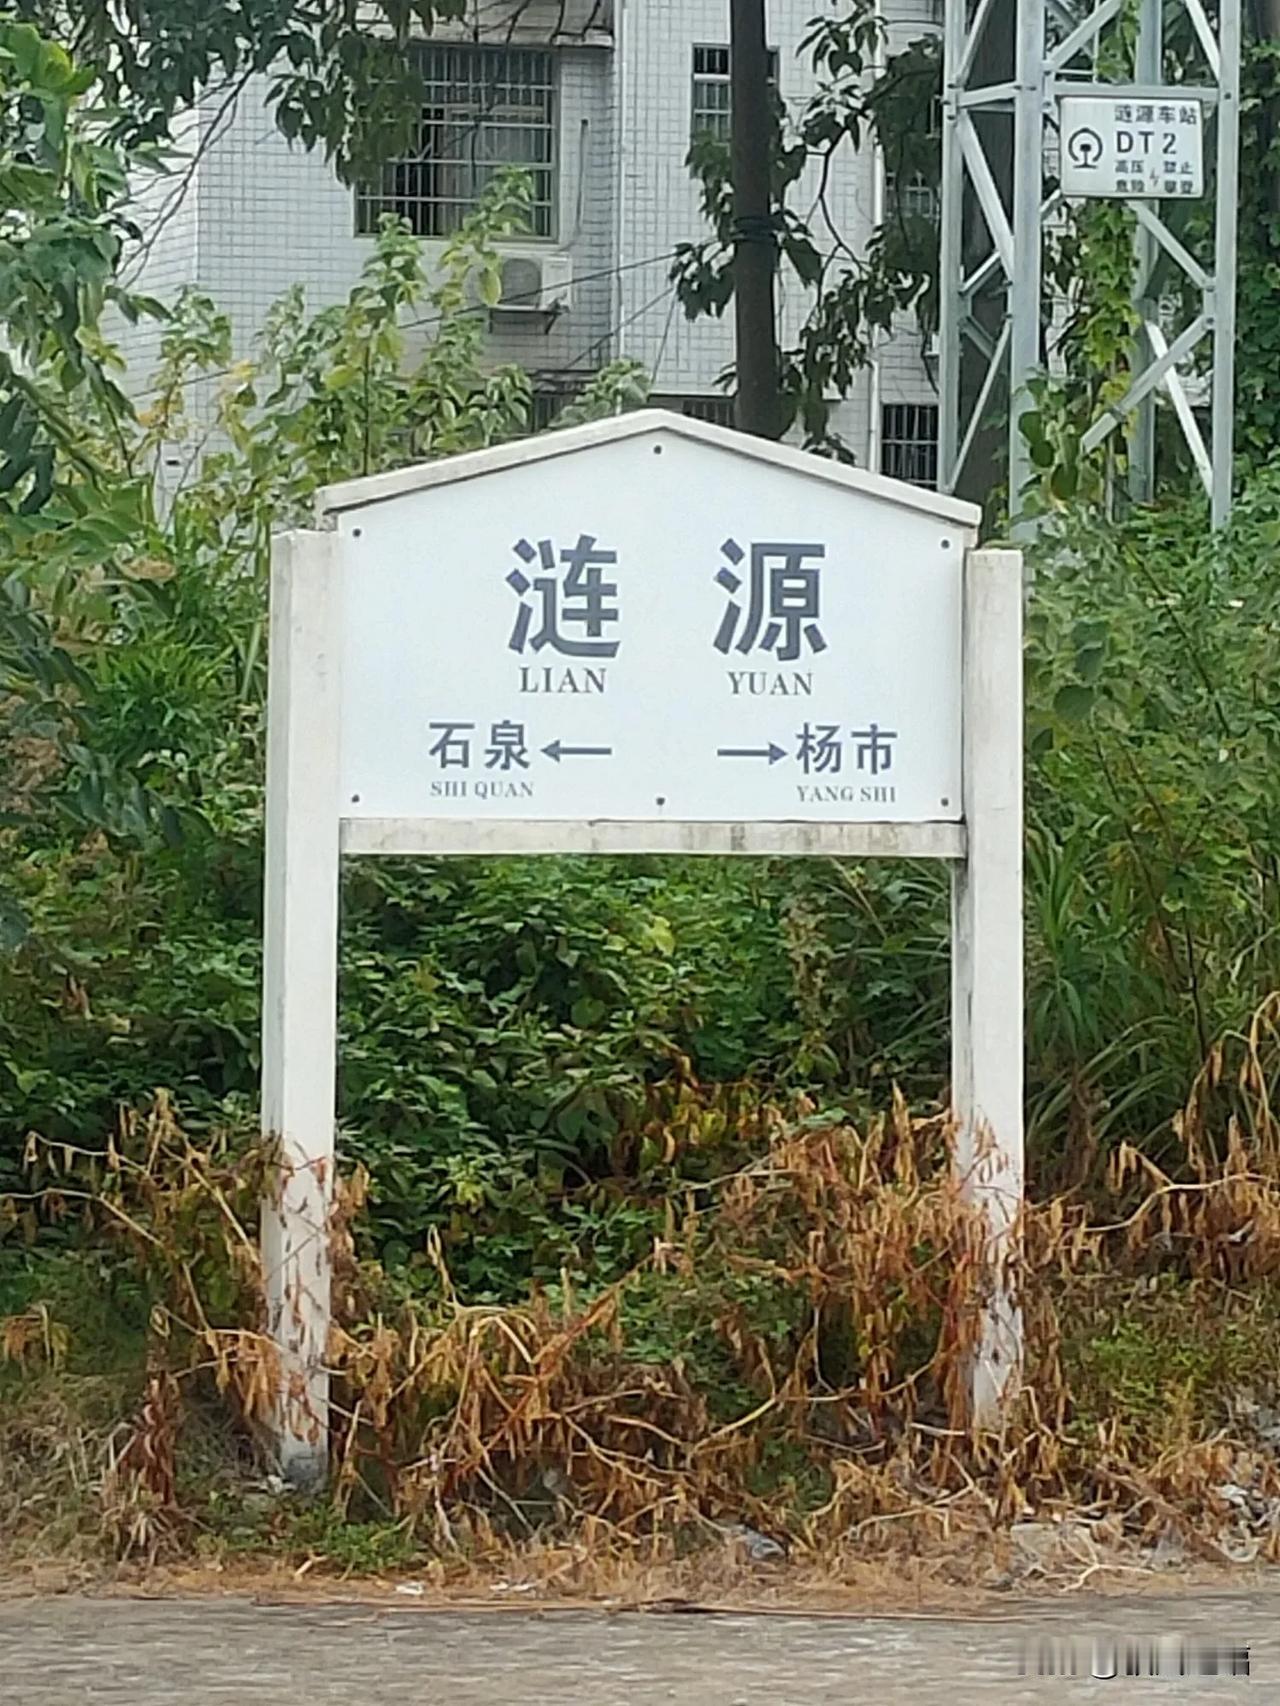 涟源车站
DT2
高压 禁止
危险 攀登
涟 源
LIAN YUAN
石泉 ← → 杨市
SHI QUAN YANG SHI